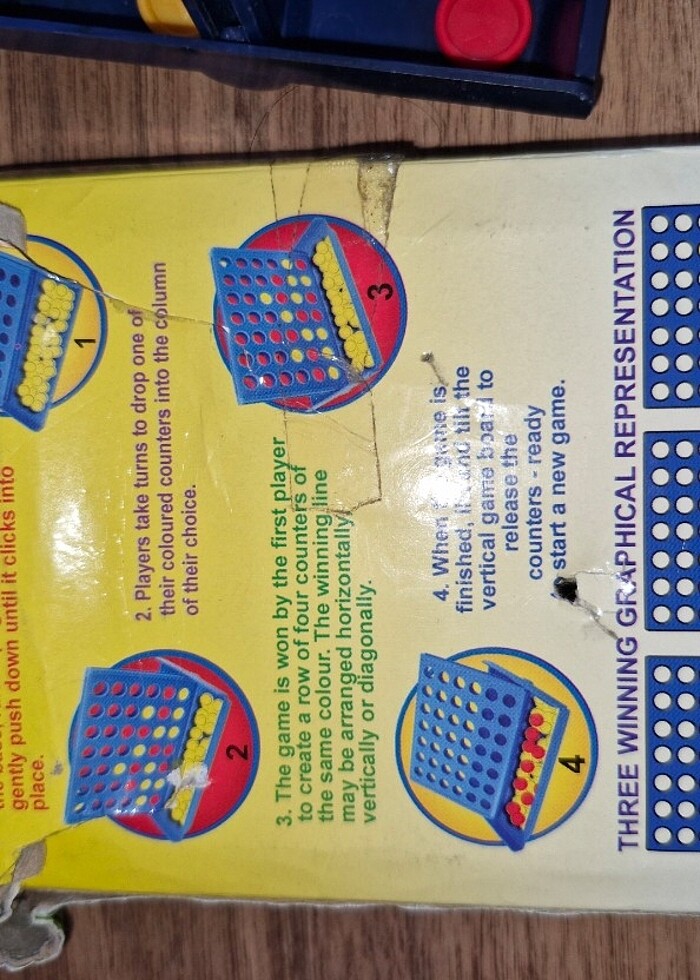 gently push down until it clicks into
place.
1
2. Players take turns to drop one of
their coloured counters into the column
of their choice.
2
3. The game is won by the first player
to create a row of four counters of
the same colour. The winning line
may be arranged horizontally
vertically or diagonally.
3
4. When game is
finished, the
vertical game board to
release the
counters - ready
start a new game.
4
THREE WINNING GRAPHICAL REPRESENTATION